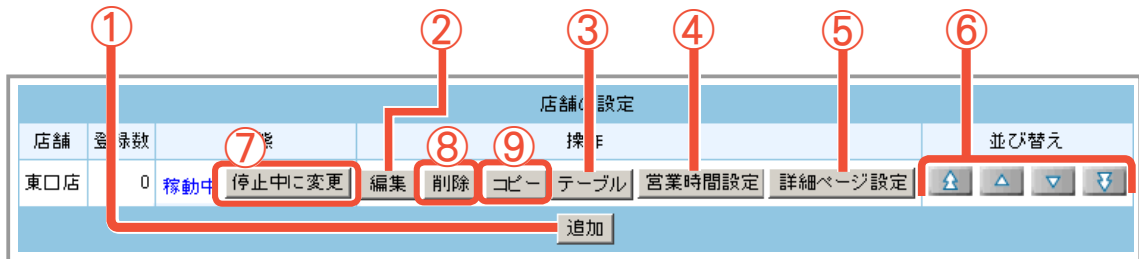 ① ② ③ ④ ⑤ ⑥
店舗の設定
店舗 登録数 態 操作 並び替え
⑦ ⑧ ⑨
東口店 0 稼動中 停止中に変更 編集 削除 コピー テーブル 営業時間設定 詳細ページ設定
追加